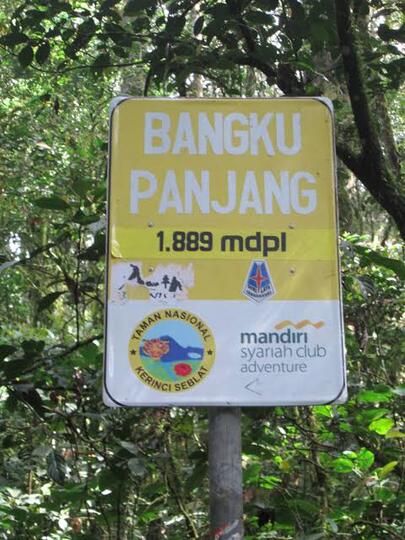 BANGKU
PANJANG
1.889 mdpl
TAMAN NASIONAL
KERINCI SEBLAT
mandiri
syariah club
adventure